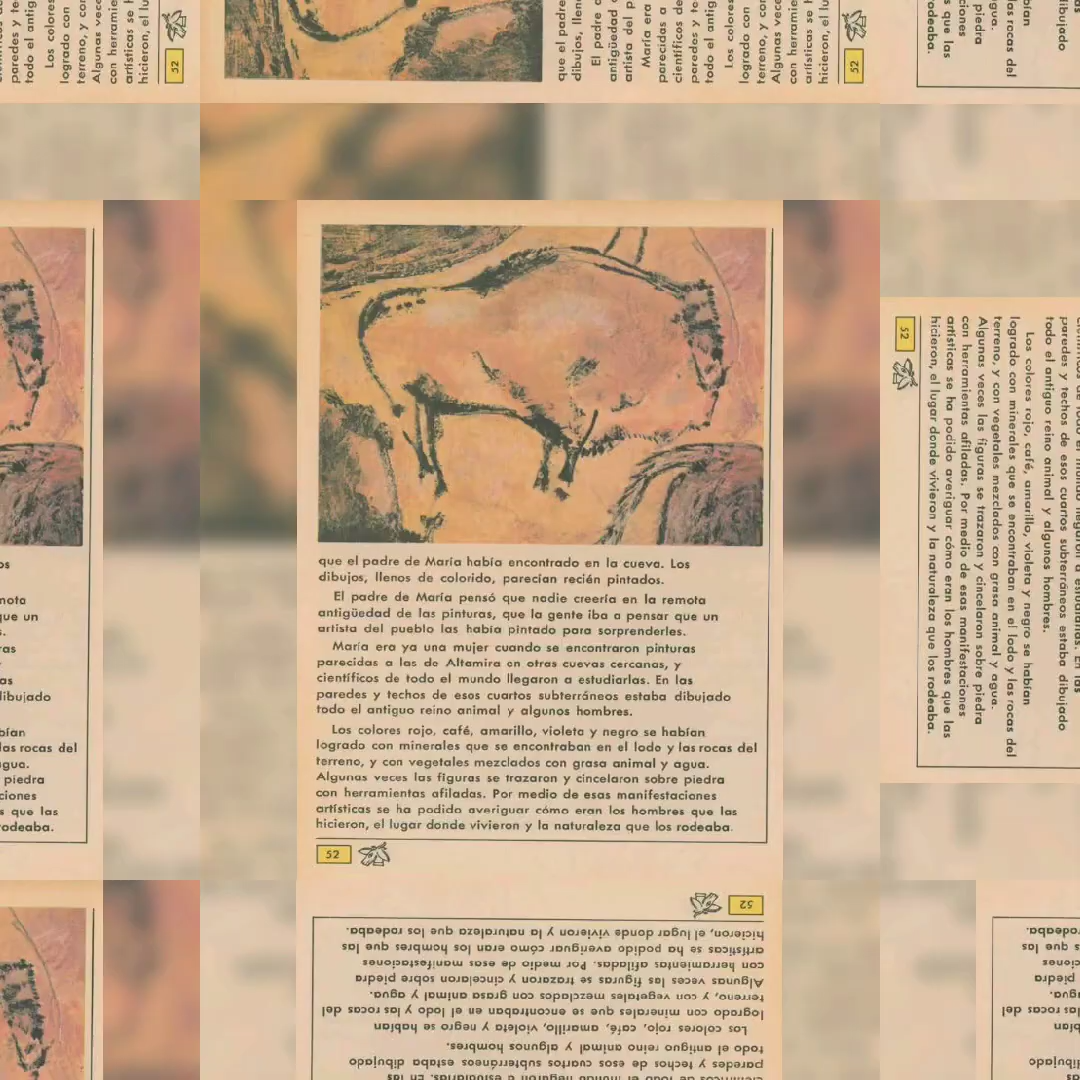 que el padre de María había encontrado en la cueva. Los
dibujos, llenos de colorido, parecían recién pintados.
El padre de María pensó que nadie creería en la remota
antigüedad de las pinturas, que la gente iba a pensar que un
artista del pueblo las había pintado para sorprenderles.
María era ya una mujer cuando se encontraron pinturas
parecidas a las de Altamira en otras cuevas cercanas, y
científicos de todo el mundo llegaron a estudiarlas. En las
paredes y techos de esos cuartos subterráneos estaba dibujado
todo el antiguo reino animal y algunos hombres.
Los colores rojo, café, amarillo, violeta y negro se habían
logrado con minerales que se encontraban en el lodo y las rocas del
terreno, y con vegetales mezclados con grasa animal y agua.
Algunas veces las figuras se trazaron y cincelaron sobre piedra
con herramientas afiladas. Por medio de esas manifestaciones
artísticas se ha podido averiguar cómo eran los hombres que las
hicieron, el lugar donde vivieron y la naturaleza que los rodeaba.
52